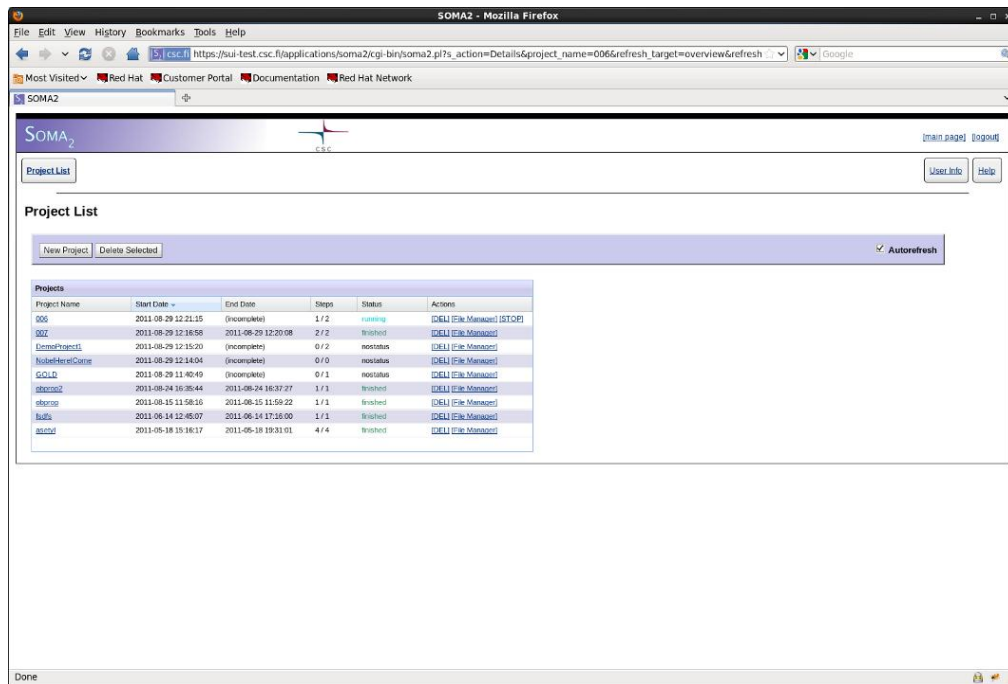 SOMA2 - Mozilla Firefox
File Edit View History Bookmarks Tools Help
csc.fi https://sui-test.csc.fi/applications/soma2/cgi-bin/soma2.pl?s_action=Details&project_name=006&refresh_target=overview&refresh Google
Most Visited Red Hat Customer Portal Documentation Red Hat Network
SOMA2
SOMA2 CSC [main page] [logout]
Project List User Info Help
Project List
New Project Delete Selected Autorefresh
Projects
Project Name Start Date End Date Steps Status Actions
006 2011-08-29 12:21:15 (incomplete) 1 / 2 running [DEL] [File Manager] [STOP]
007 2011-08-29 12:16:58 2011-08-29 12:20:08 2 / 2 finished [DEL] [File Manager]
DemoProject1 2011-08-29 12:15:20 (incomplete) 0 / 2 nostatus [DEL] [File Manager]
NobelHereICome 2011-08-29 12:14:04 (incomplete) 0 / 0 nostatus [DEL] [File Manager]
GOLD 2011-08-29 11:40:49 (incomplete) 0 / 1 nostatus [DEL] [File Manager]
obprop2 2011-08-24 16:35:44 2011-08-24 16:37:27 1 / 1 finished [DEL] [File Manager]
obprop 2011-08-15 11:58:16 2011-08-15 11:59:22 1 / 1 finished [DEL] [File Manager]
2011-06-14 12:45:07 2011-06-14 17:16:00 1 / 1 finished [DEL] [File Manager]
asetyl 2011-05-18 15:16:17 2011-05-18 19:31:01 4 / 4 finished [DEL] [File Manager]
Done